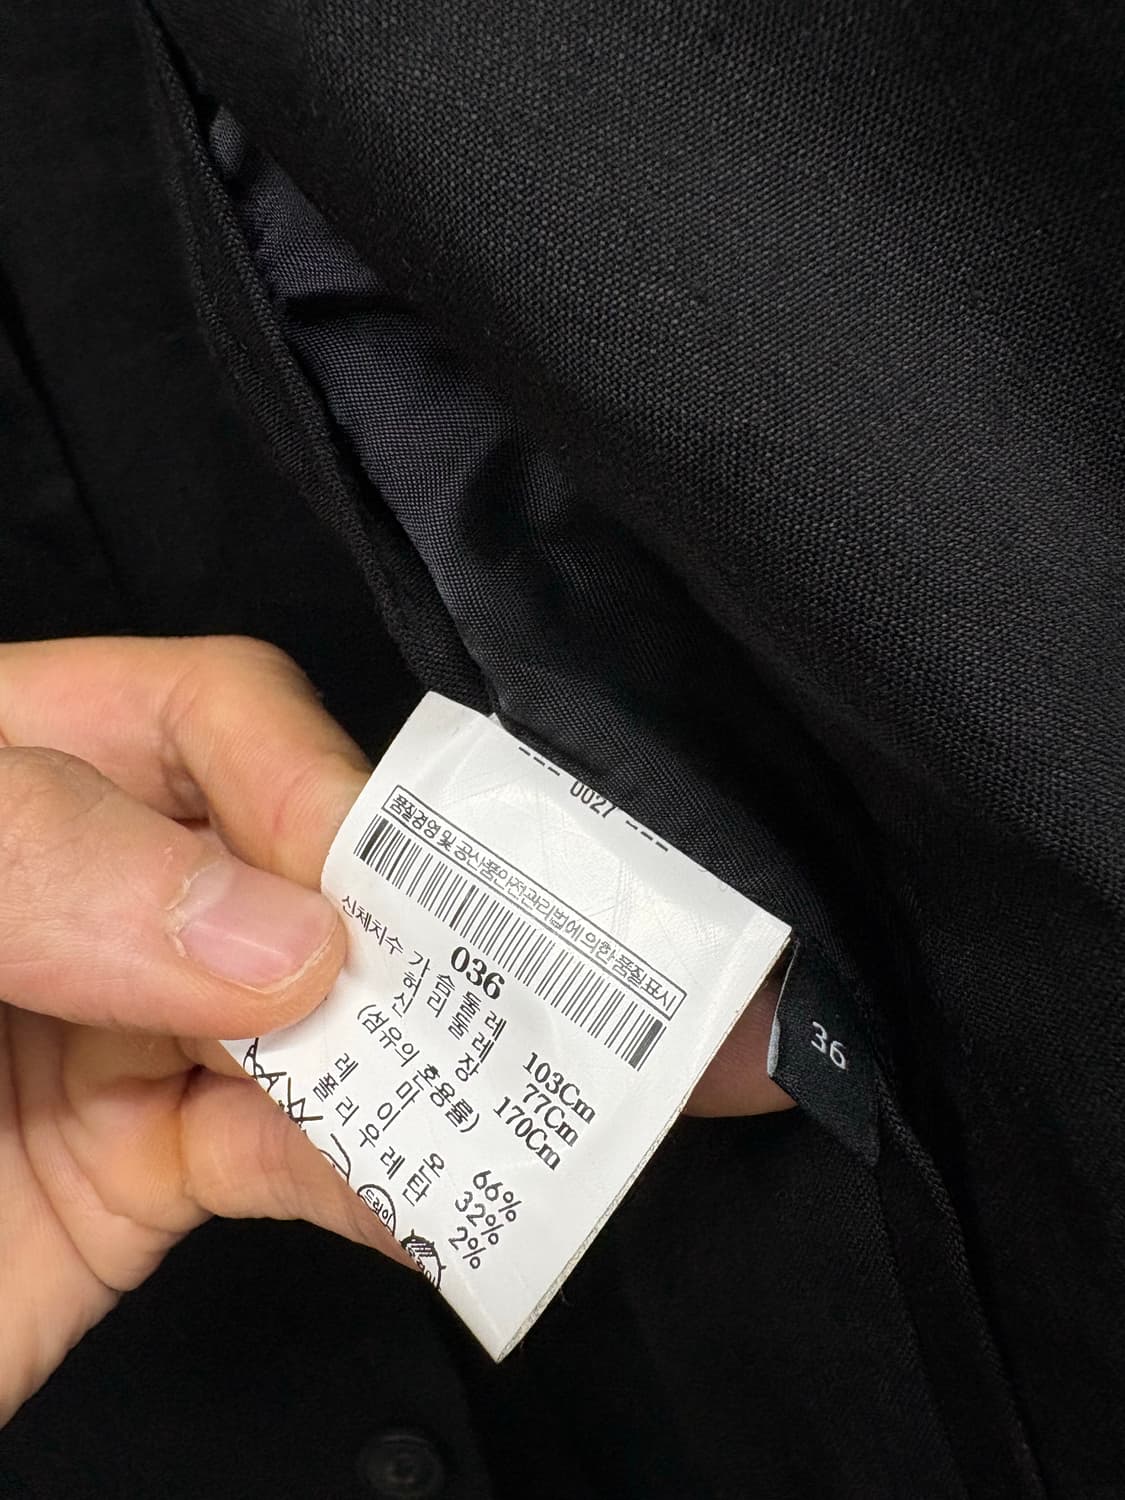 --- 0027 ---
품질경영 및 공산품안전관리법에 의한 품질표시
036
신체치수 가슴둘레 103Cm
허리둘레 77Cm
신장 170Cm
(섬유의 혼용률)
레이온 66%
마 32%
폴리우레탄 2%
드라이
36